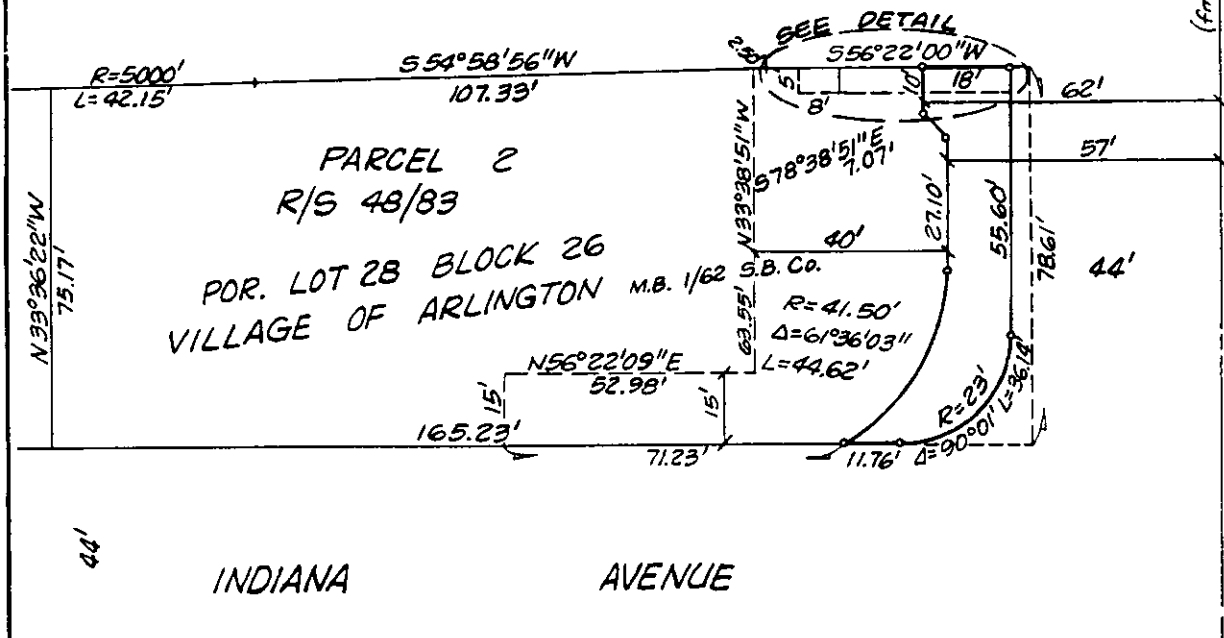 (fr
SEE DETAIL
2.50'
S56°22'00"W
R=5000'
L=42.15'
S54°58'56"W
107.33'
5'
8'
10'
18'
62'
57'
PARCEL 2
R/S 48/83
N33°36'22"W
75.17'
N33°38'51"W
63.55'
S78°38'51"E
7.07'
27.10'
55.60'
78.61'
44'
40'
POR. LOT 28 BLOCK 26
VILLAGE OF ARLINGTON M.B. 1/62 S.B. Co.
R=41.50'
Δ=61°36'03"
L=44.62'
N56°22'09"E
52.98'
15'
15'
R=23'
L=36.14'
Δ=90°01'
165.23'
71.23'
11.76'
44'
INDIANA AVENUE